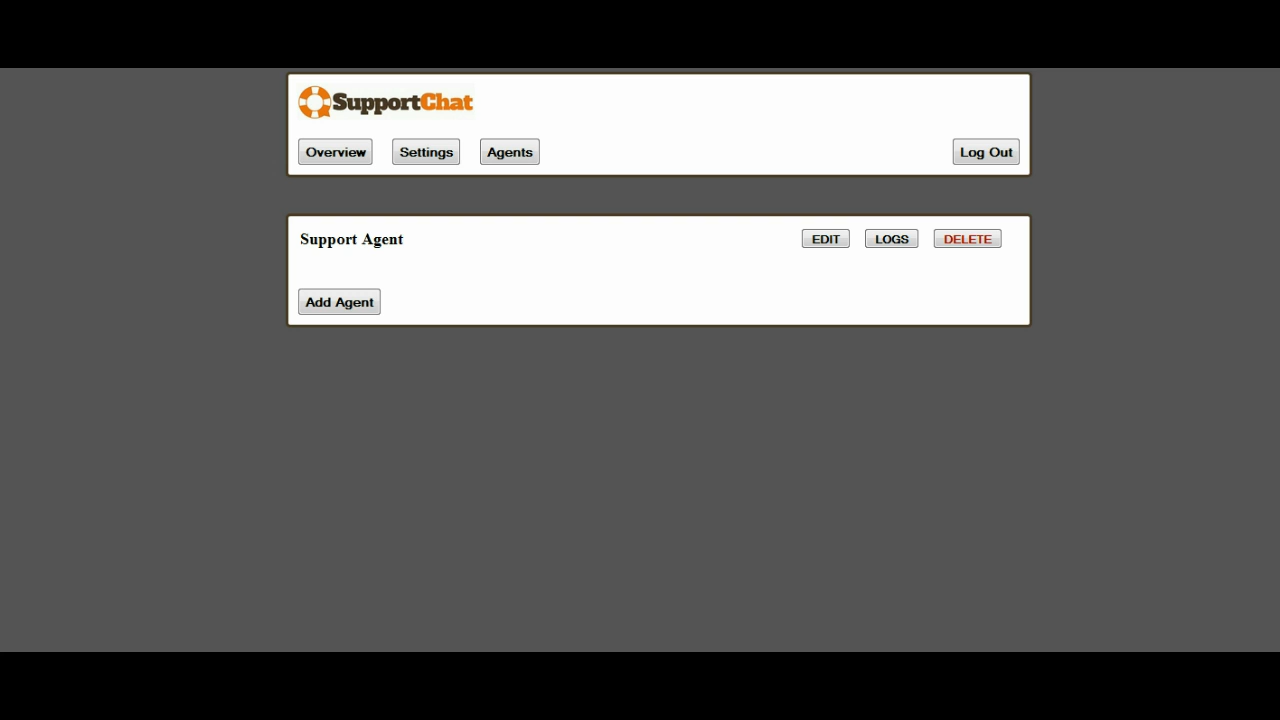 SupportChat
Overview Settings Agents Log Out
Support Agent EDIT LOGS DELETE
Add Agent